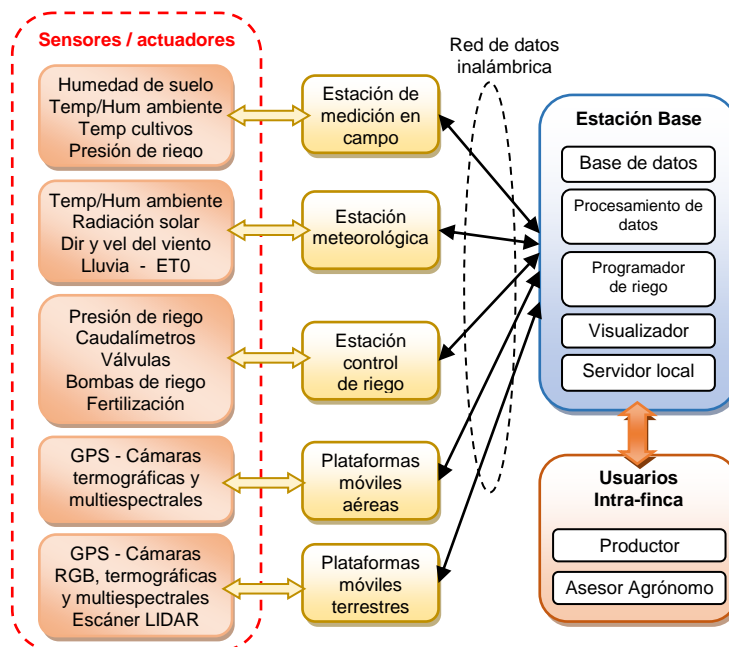 Sensores / actuadores
Humedad de suelo
Temp/Hum ambiente
Temp cultivos
Presión de riego
Temp/Hum ambiente
Radiación solar
Dir y vel del viento
Lluvia - ET0
Presión de riego
Caudalímetros
Válvulas
Bombas de riego
Fertilización
GPS - Cámaras
termográficas y
multiespectrales
GPS - Cámaras
RGB, termográficas
y multiespectrales
Escáner LIDAR
Estación de
medición en
campo
Estación
meteorológica
Estación
control
de riego
Plataformas
móviles
aéreas
Plataformas
móviles
terrestres
Red de datos
inalámbrica
Estación Base
Base de datos
Procesamiento de
datos
Programador
de riego
Visualizador
Servidor local
Usuarios
Intra-finca
Productor
Asesor Agrónomo